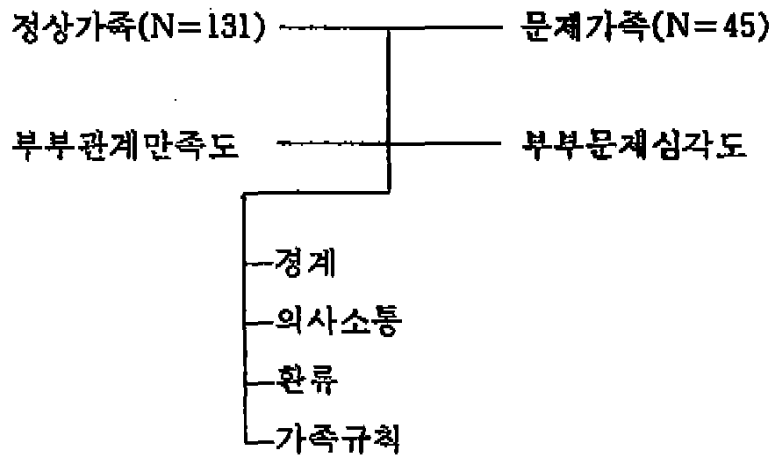 정상가족(N=131) 문제가족(N=45)
부부관계만족도 부부문제심각도
경계
의사소통
환류
가족규칙